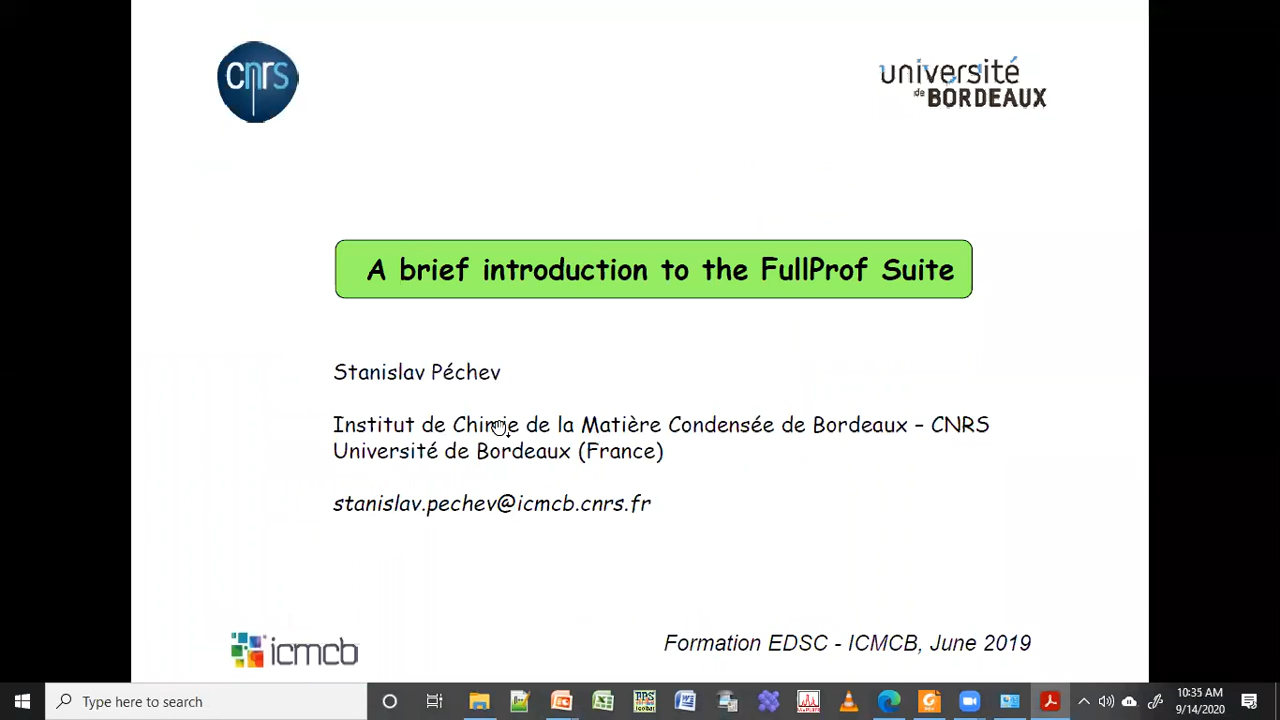 cnrs
université
de BORDEAUX
A brief introduction to the FullProf Suite
Stanislav Péchev
Institut de Chimie de la Matière Condensée de Bordeaux – CNRS
Université de Bordeaux (France)
stanislav.pechev@icmcb.cnrs.fr
icmcb
Formation EDSC - ICMCB, June 2019
Type here to search
10:35 AM
9/14/2020